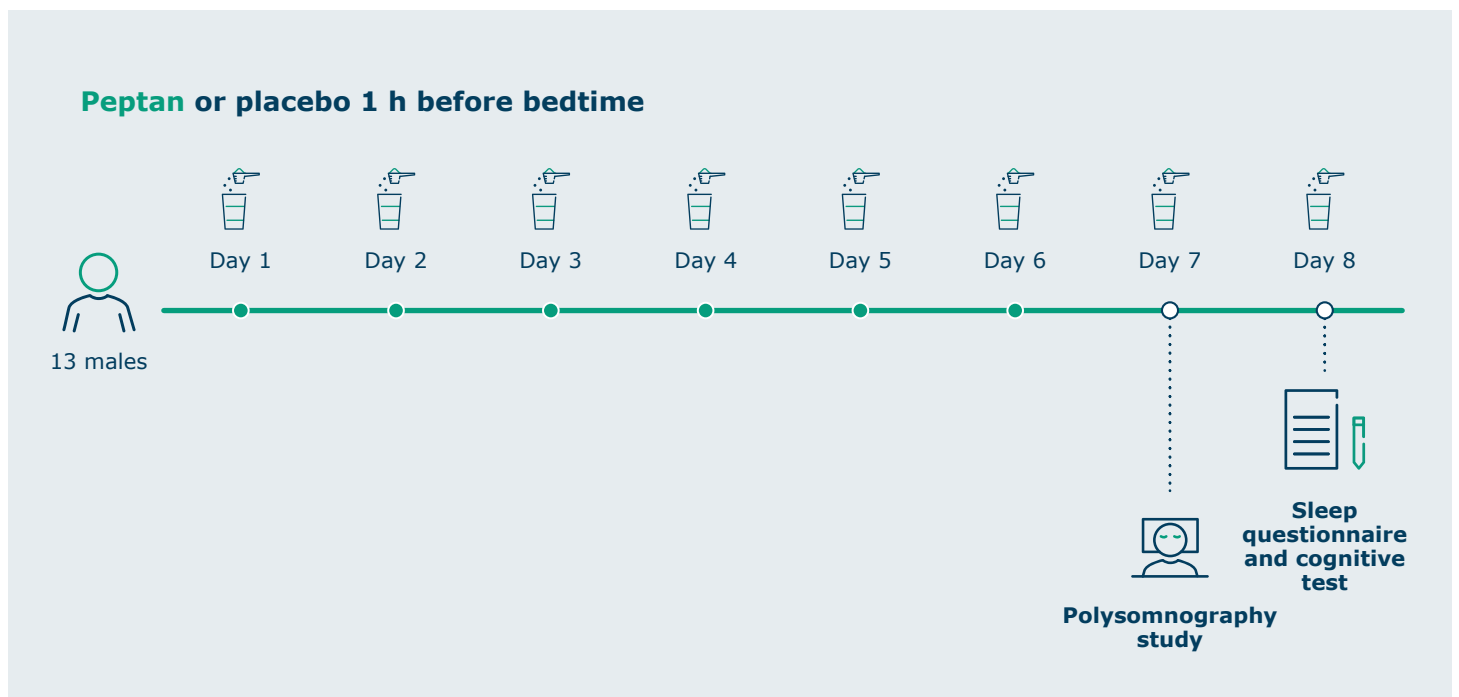 Peptan or placebo 1 h before bedtime
Day 1
Day 2
Day 3
Day 4
Day 5
Day 6
Day 7
Day 8
13 males
Sleep
questionnaire
and cognitive
test
Polysomnography
study